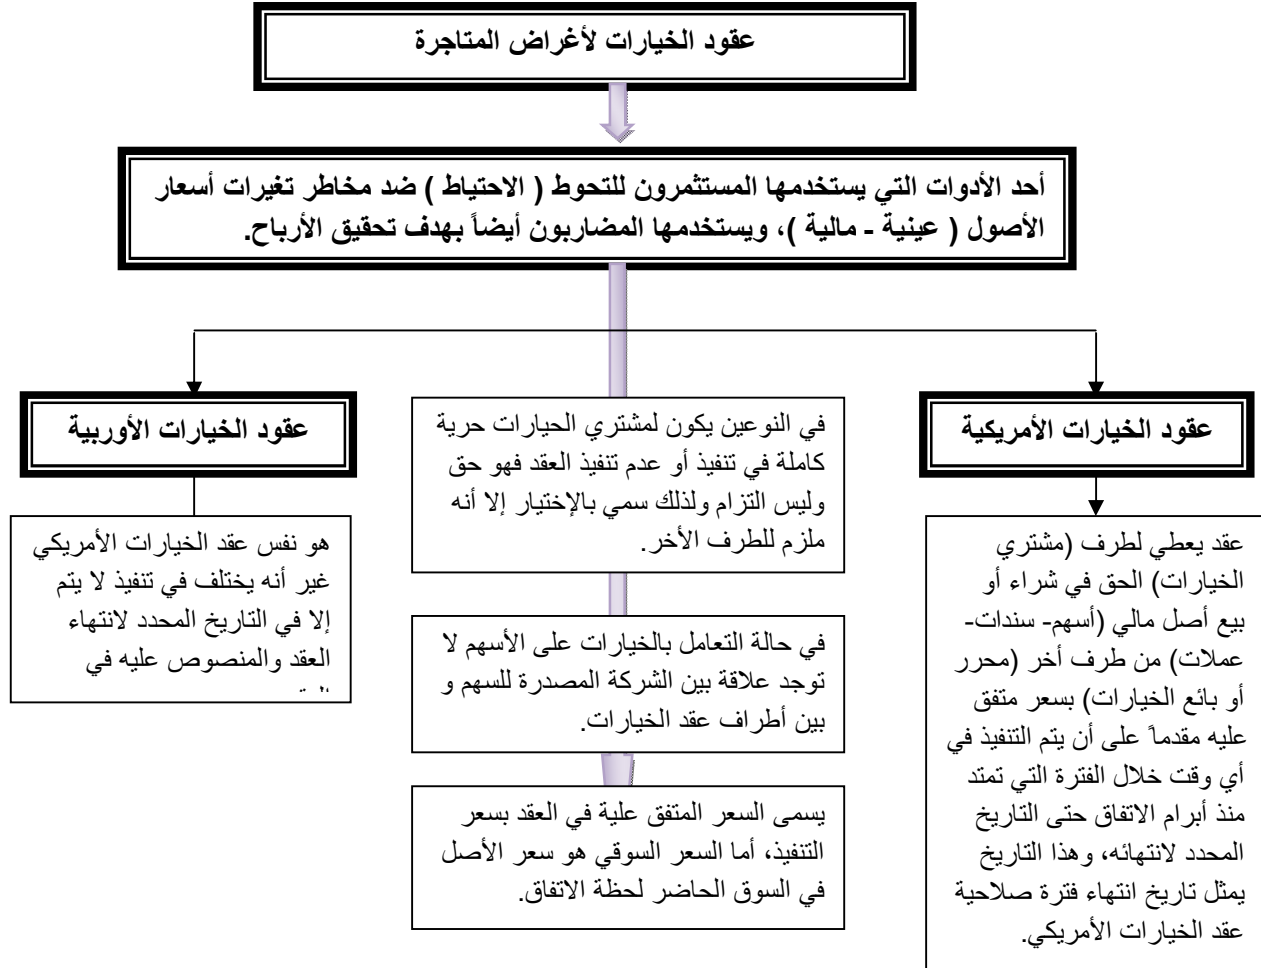 عقود الخيارات لأغراض المتاجرة
أحد الأدوات التي يستخدمها المستثمرون للتحوط ( الاحتياط ) ضد مخاطر تغيرات أسعار
الأصول ( عينية - مالية )، ويستخدمها المضاربون أيضاً بهدف تحقيق الأرباح.
عقود الخيارات الأمريكية
عقد يعطي لطرف (مشتري
الخيارات) الحق في شراء أو
بيع أصل مالي (أسهم- سندات-
عملات) من طرف أخر (محرر
أو بائع الخيارات) بسعر متفق
عليه مقدماً على أن يتم التنفيذ في
أي وقت خلال الفترة التي تمتد
منذ أبرام الاتفاق حتى التاريخ
المحدد لانتهائه، وهذا التاريخ
يمثل تاريخ انتهاء فترة صلاحية
عقد الخيارات الأمريكي.
في النوعين يكون لمشتري الحيارات حرية
كاملة في تنفيذ أو عدم تنفيذ العقد فهو حق
وليس التزام ولذلك سمي بالإختيار إلا أنه
ملزم للطرف الأخر.
في حالة التعامل بالخيارات على الأسهم لا
توجد علاقة بين الشركة المصدرة للسهم و
بين أطراف عقد الخيارات.
يسمى السعر المتفق علية في العقد بسعر
التنفيذ، أما السعر السوقي هو سعر الأصل
في السوق الحاضر لحظة الاتفاق.
عقود الخيارات الأوربية
هو نفس عقد الخيارات الأمريكي
غير أنه يختلف في تنفيذ لا يتم
إلا في التاريخ المحدد لانتهاء
العقد والمنصوص عليه في